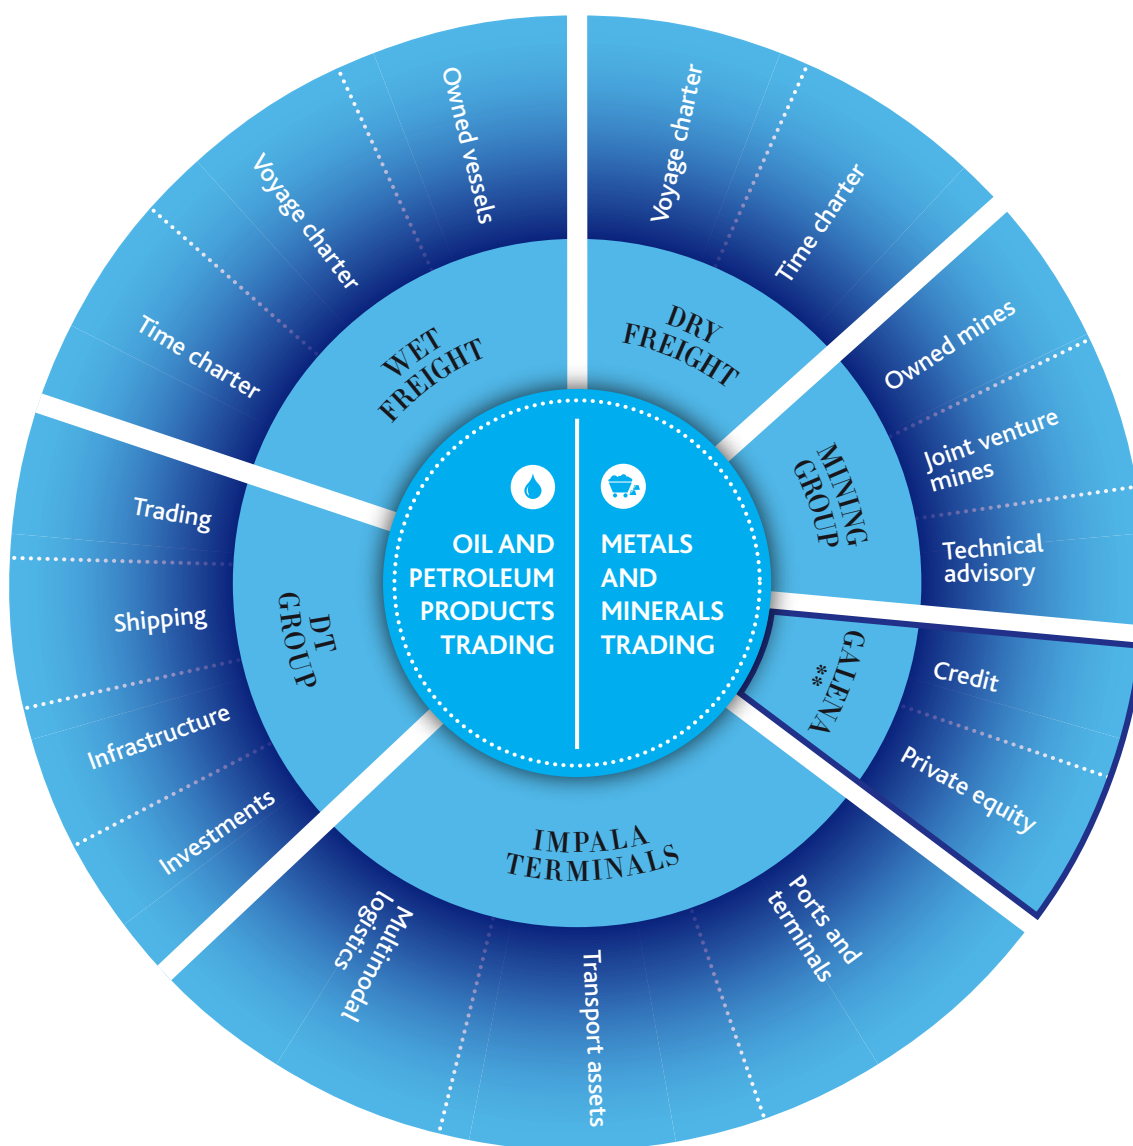 OIL AND
PETROLEUM
PRODUCTS
TRADING
METALS
AND
MINERALS
TRADING
DRY
FREIGHT
Voyage charter
Time charter
MINING
GROUP
Owned mines
Joint venture
mines
Technical
advisory
GALENA
**
Credit
Private equity
IMPALA
TERMINALS
Ports and
terminals
Transport assets
Multimodal
logistics
DT
GROUP
Investments
Infrastructure
Shipping
Trading
WET
FREIGHT
Time charter
Voyage charter
Owned vessels